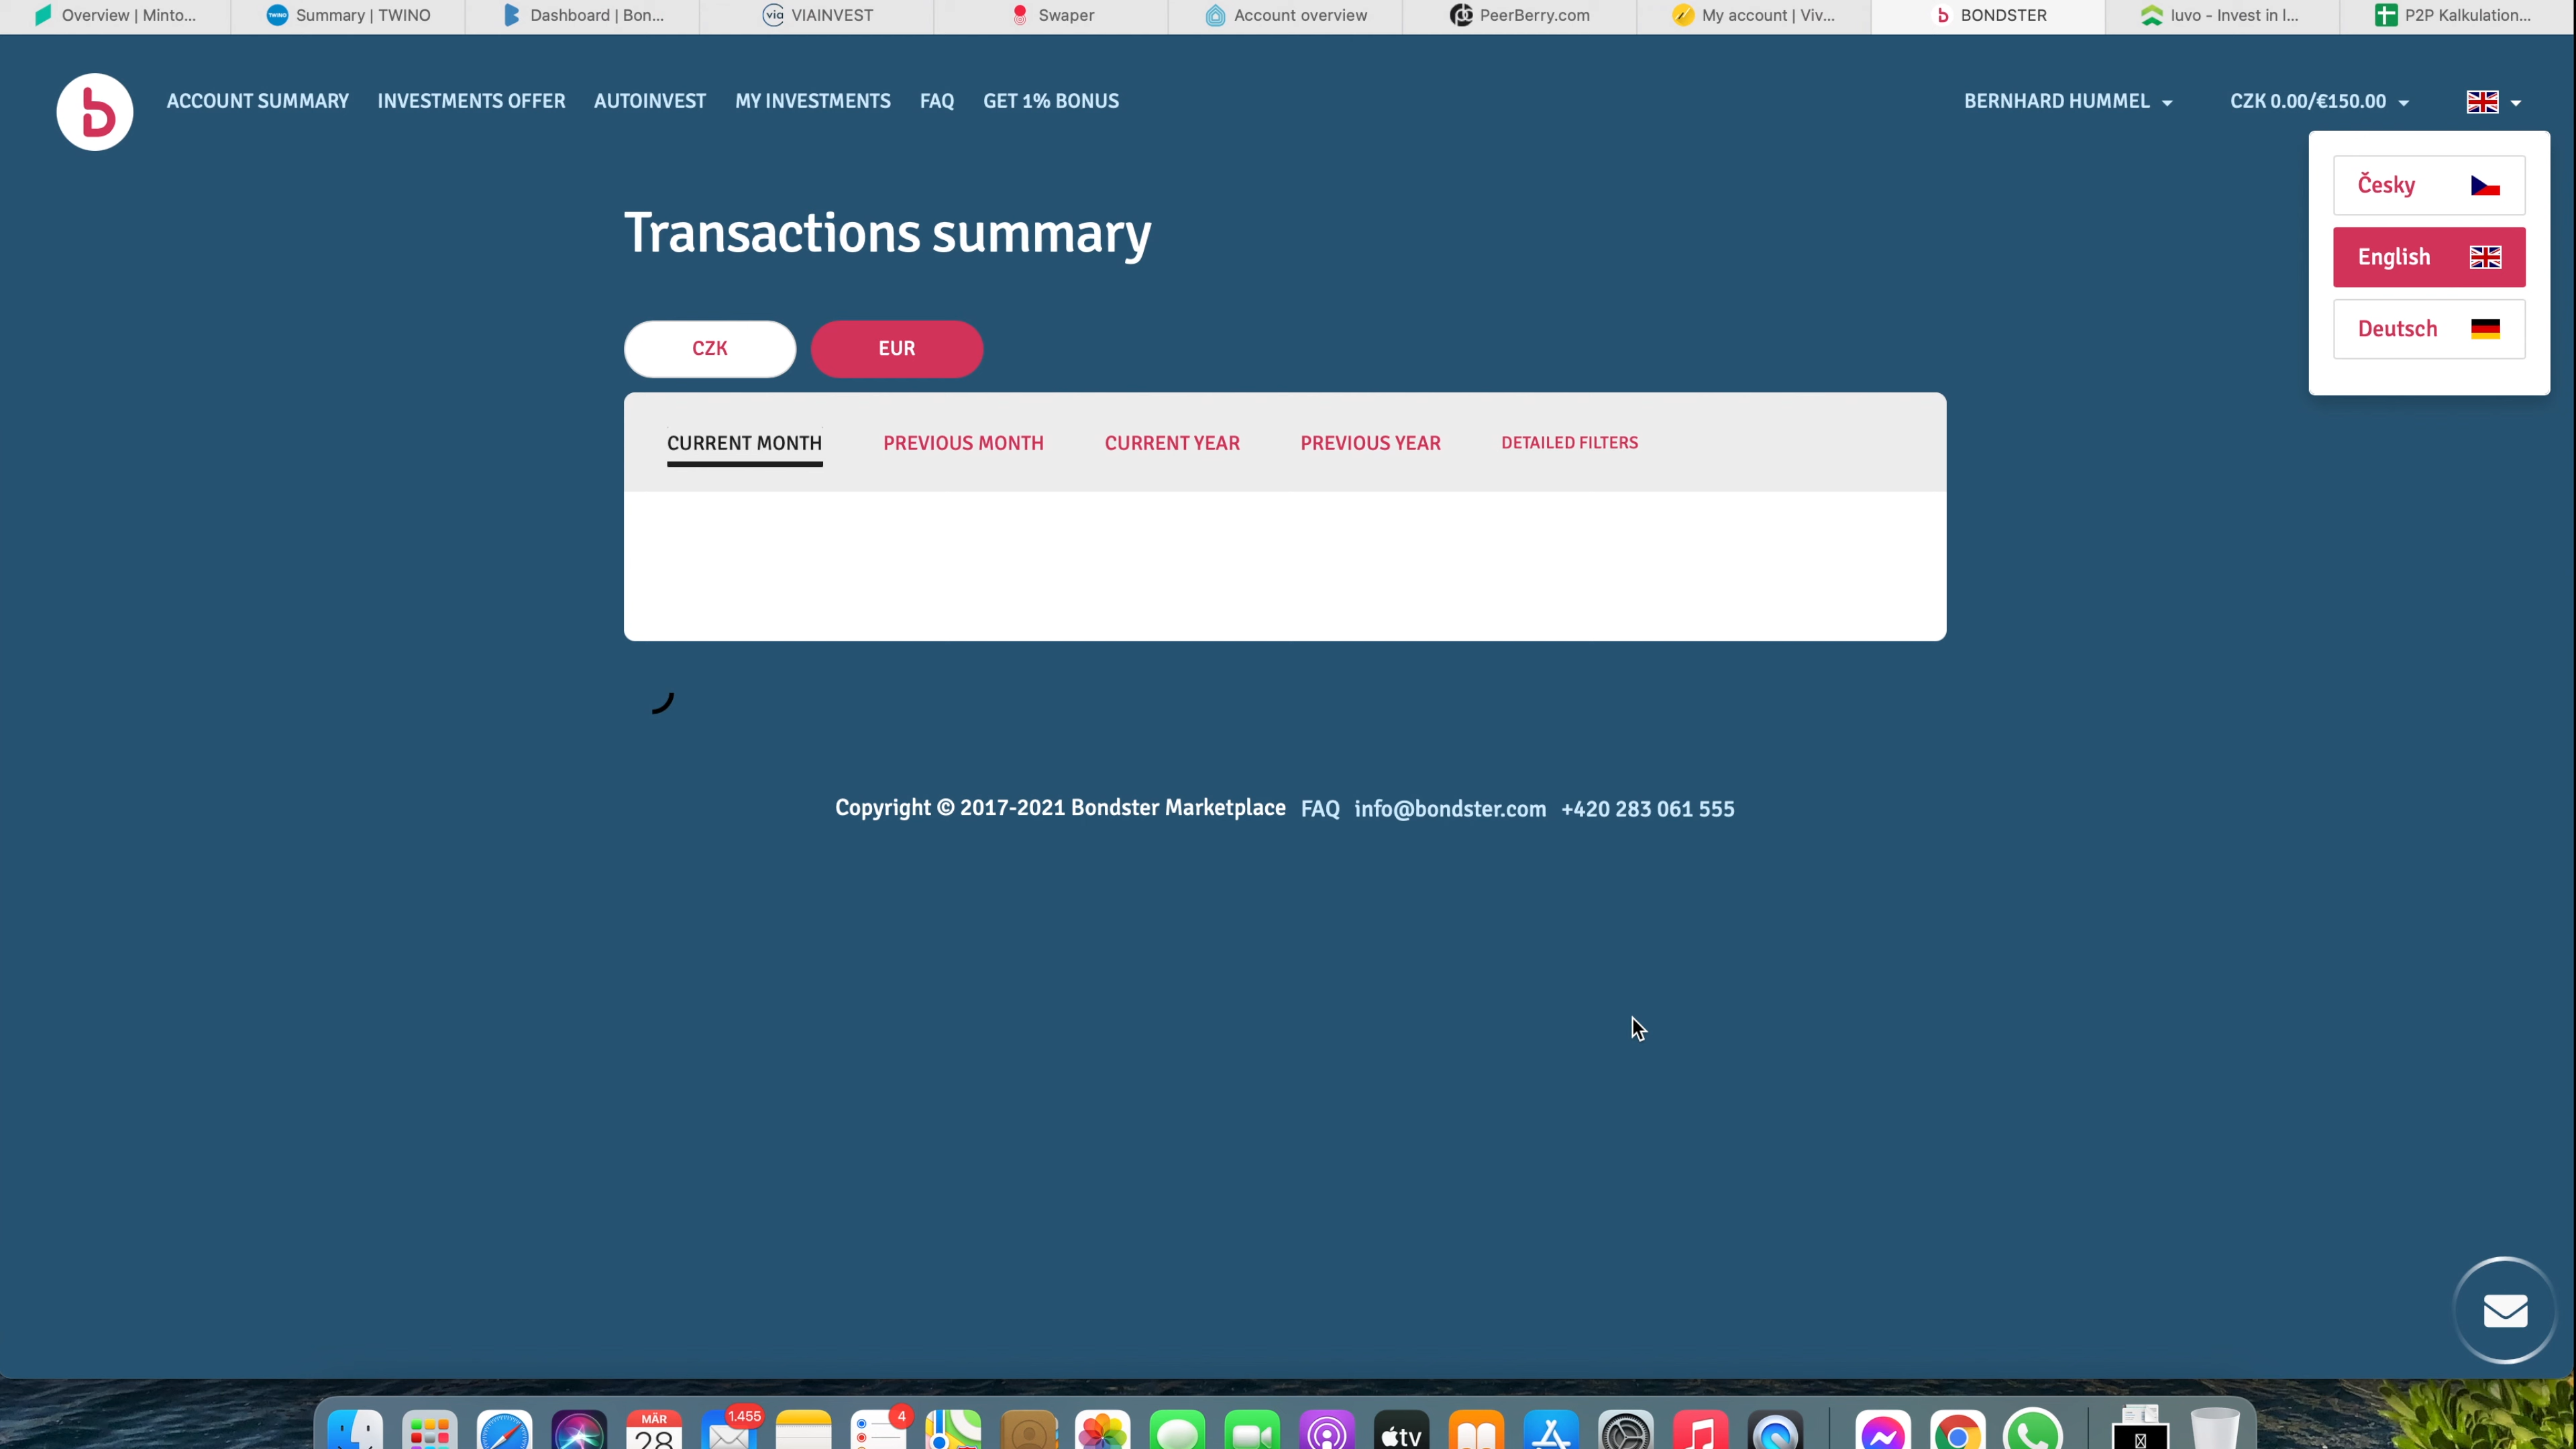 Overview | Minto...
Summary | TWINO
Dashboard | Bon...
via VIAINVEST
Swaper
Account overview
PeerBerry.com
My account | Viv...
BONDSTER
Iuvo - Invest in l...
P2P Kalkulation...
ACCOUNT SUMMARY
INVESTMENTS OFFER
AUTOINVEST
MY INVESTMENTS
FAQ
GET 1% BONUS
BERNHARD HUMMEL
CZK 0.00/€150.00
Česky
English
Deutsch
Transactions summary
CZK
EUR
CURRENT MONTH
PREVIOUS MONTH
CURRENT YEAR
PREVIOUS YEAR
DETAILED FILTERS
Copyright © 2017-2021 Bondster Marketplace FAQ info@bondster.com +420 283 061 555
MÄR
28
1.455
4
tv